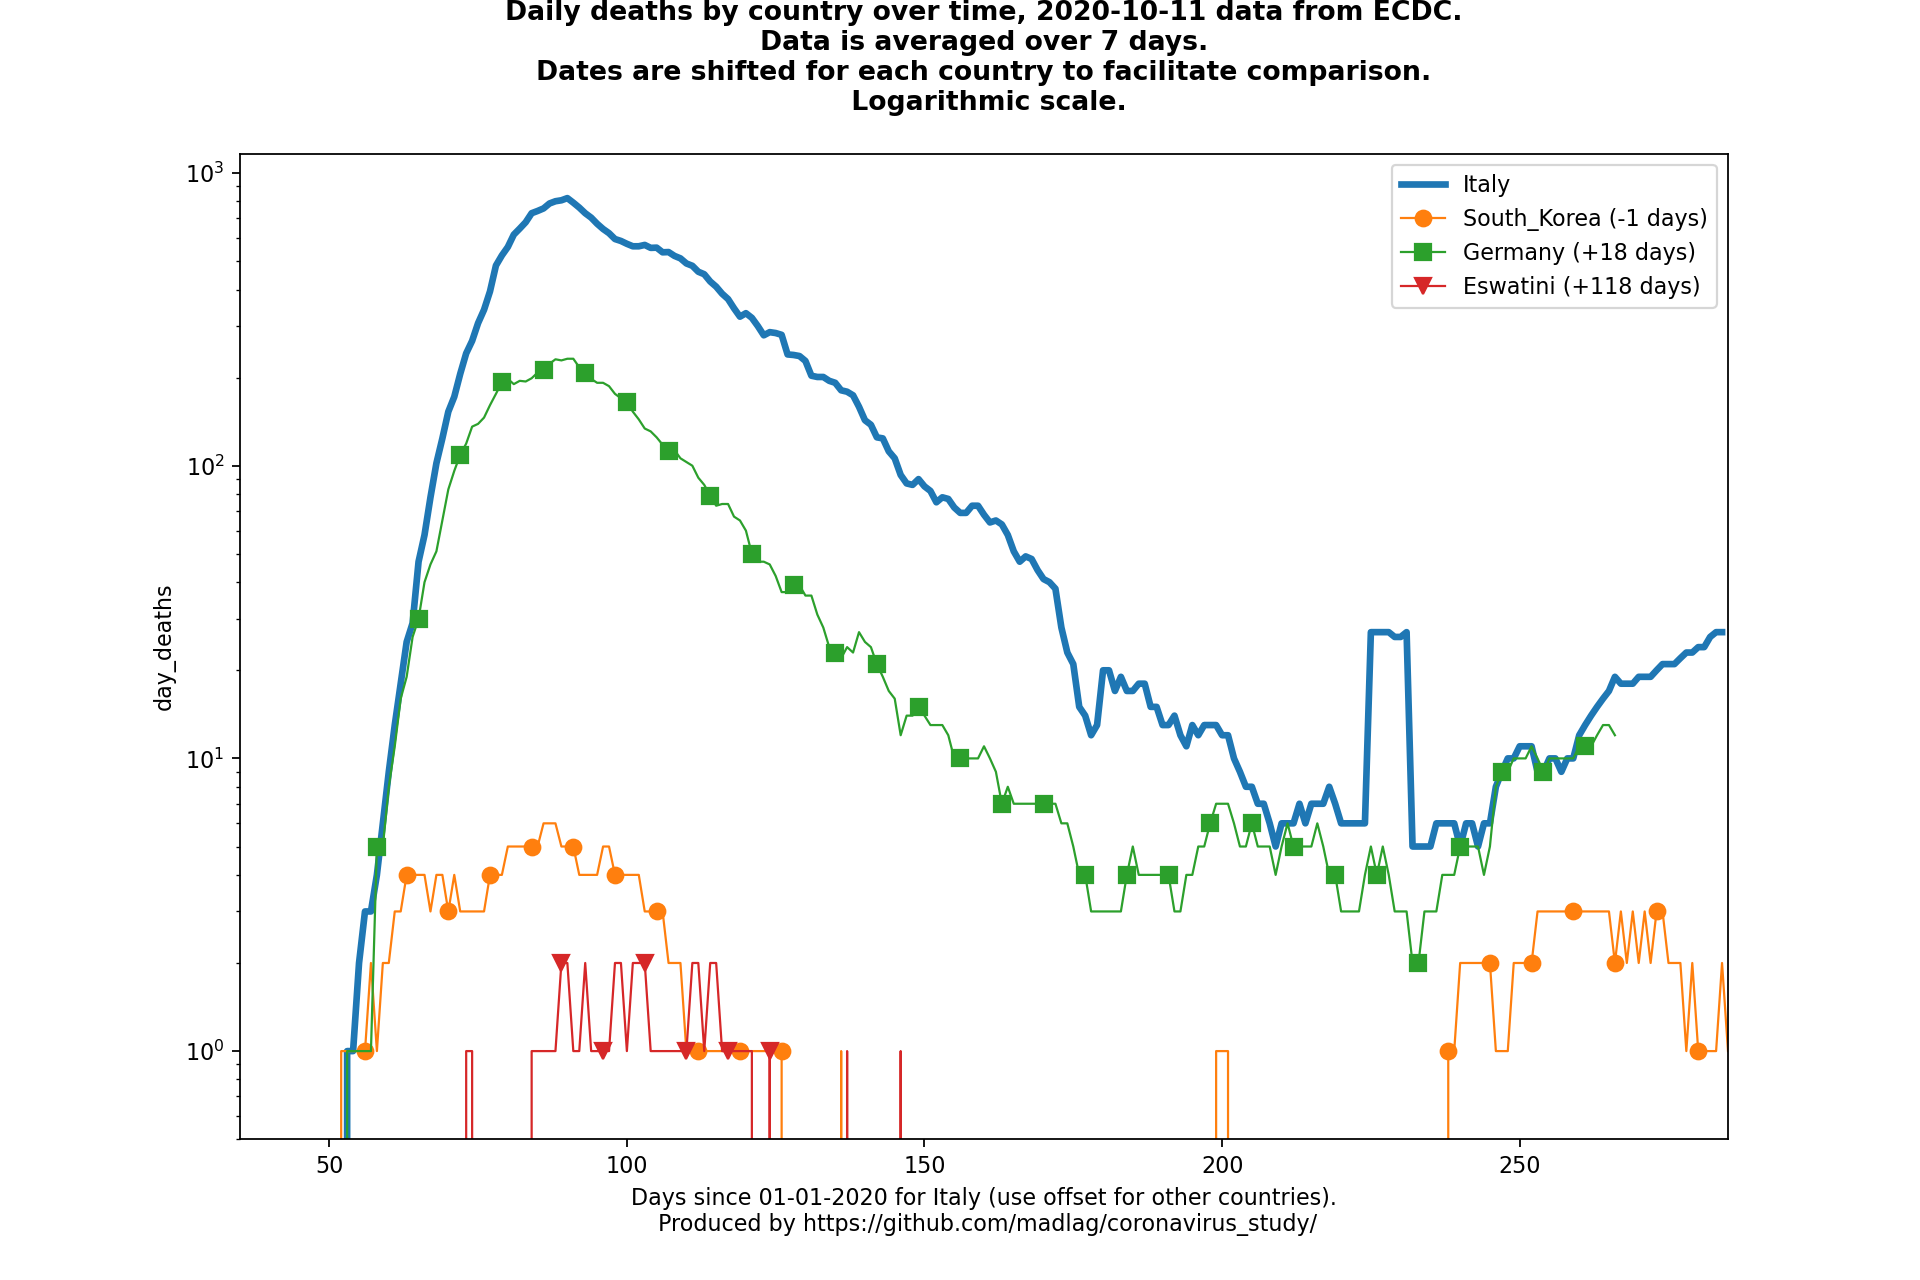 Daily deaths by country over time, 2020-10-11 data from ECDC.
Data is averaged over 7 days.
Dates are shifted for each country to facilitate comparison.
Logarithmic scale.
10³
10²
10¹
10⁰
day_deaths
Italy
South_Korea (-1 days)
Germany (+18 days)
Eswatini (+118 days)
50 100 150 200 250
Days since 01-01-2020 for Italy (use offset for other countries).
Produced by https://github.com/madlag/coronavirus_study/